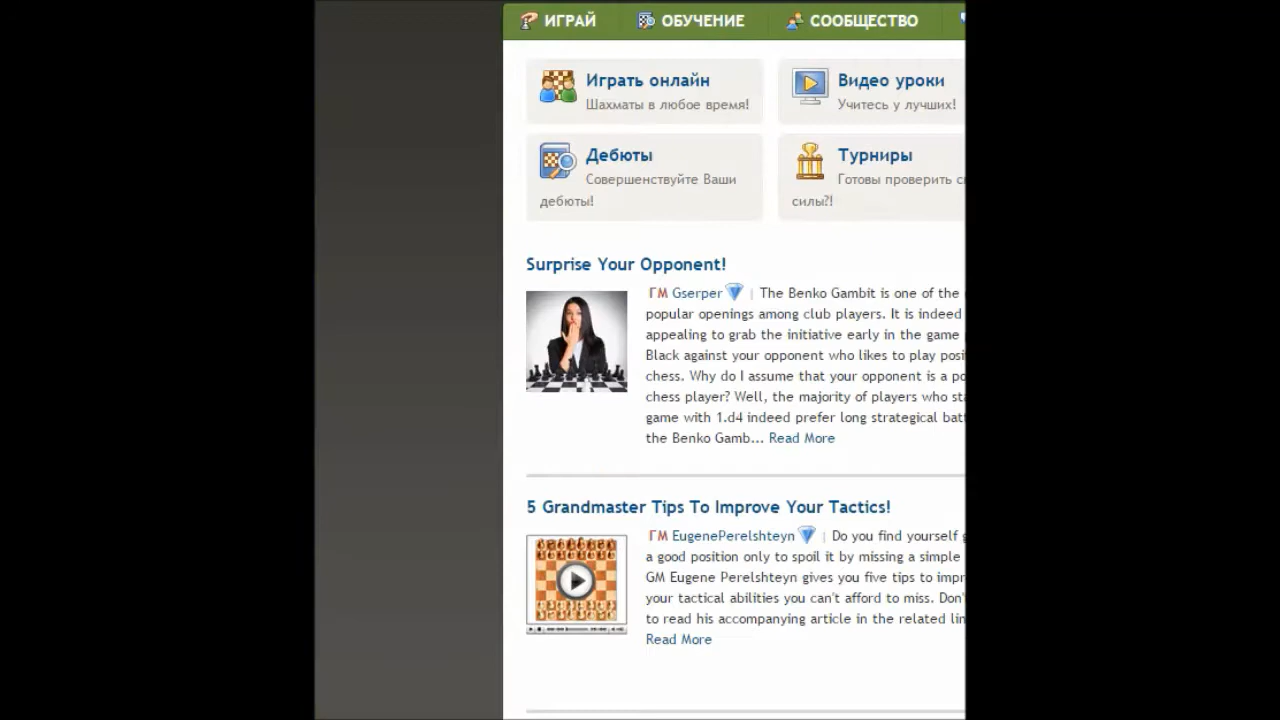 ИГРАЙ ОБУЧЕНИЕ СООБЩЕСТВО
Играть онлайн
Шахматы в любое время!
Видео уроки
Учитесь у лучших!
Дебюты
Совершенствуйте Ваши
дебюты!
Турниры
Готовы проверить
силы?!
Surprise Your Opponent!
ГМ Gserper | The Benko Gambit is one of the
popular openings among club players. It is indeed
appealing to grab the initiative early in the game
Black against your opponent who likes to play
chess. Why do I assume that your opponent is a
chess player? Well, the majority of players who
game with 1.d4 indeed prefer long strategical
the Benko Gamb... Read More
5 Grandmaster Tips To Improve Your Tactics!
ГМ EugenePerelshteyn | Do you find yourself
a good position only to spoil it by missing a simple
GM Eugene Perelshteyn gives you five tips to
your tactical abilities you can't afford to miss.
to read his accompanying article in the related
Read More